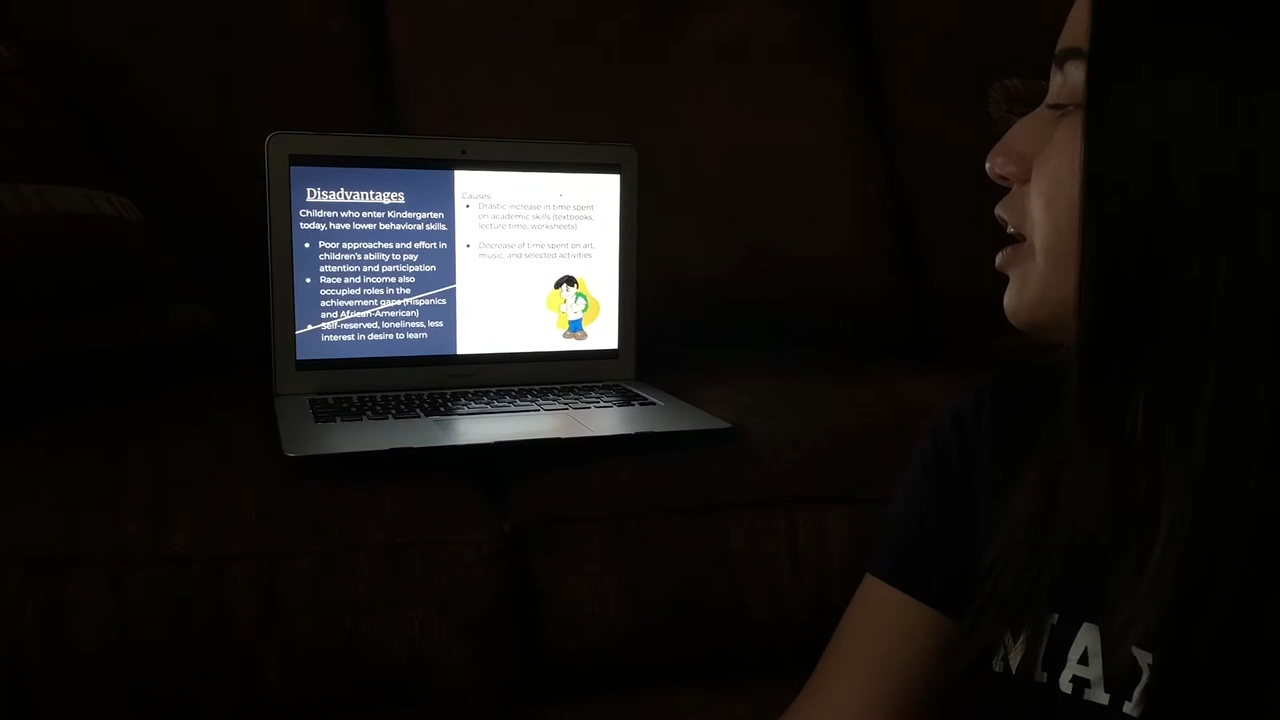 Disadvantages
Children who enter Kindergarten
today, have lower behavioral skills.
● Poor approaches and effort in
children's ability to pay
attention and participation
● Race and income also
occupied roles in the
achievement gaps (Hispanics
and African-American)
● Self-reserved, loneliness, less
interest in desire to learn
Causes:
● Drastic increase in time spent
on academic skills (textbooks,
lecture time, worksheets)
● Decrease of time spent on art,
music, and selected activities